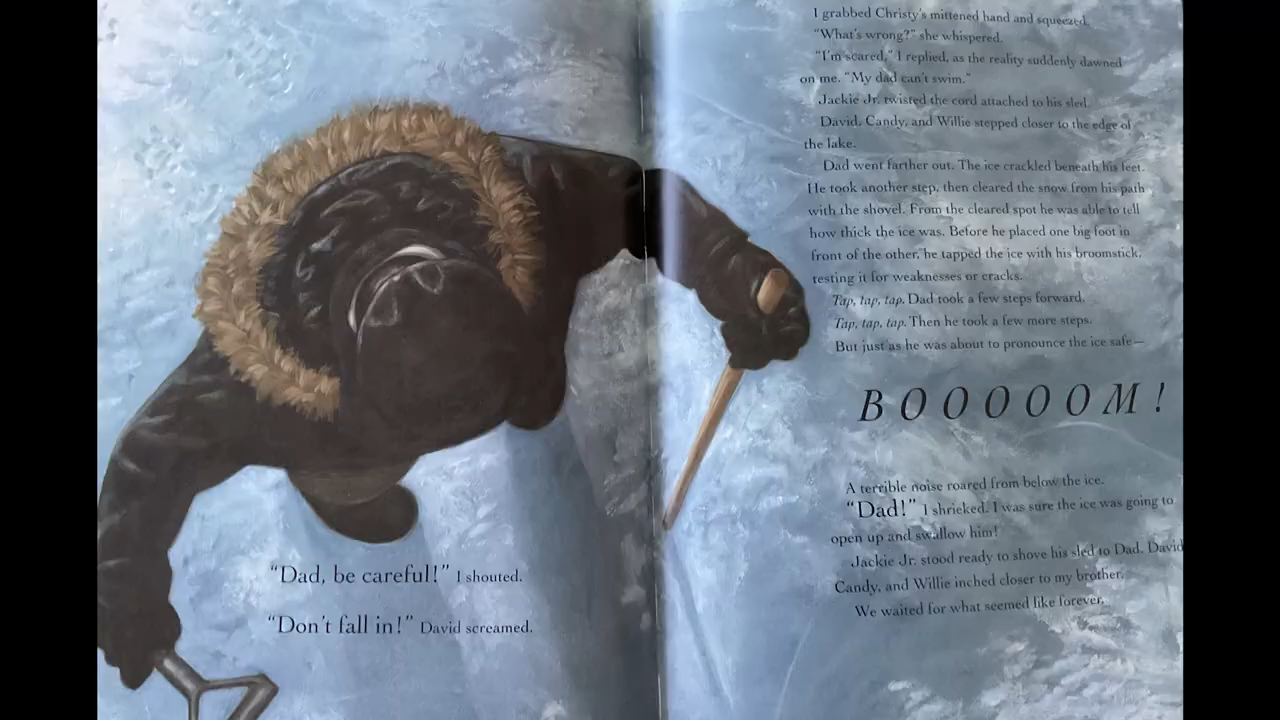 "Dad, be careful!" I shouted.
"Don't fall in!" David screamed.
I grabbed Christy's mittened hand and squeezed.
"What's wrong?" she whispered.
"I'm scared," I replied, as the reality suddenly dawned
on me. "My dad can't swim."
Jackie Jr. twisted the cord attached to his sled.
David, Candy, and Willie stepped closer to the edge of
the lake.
Dad went farther out. The ice crackled beneath his feet.
He took another step, then cleared the snow from his path
with the shovel. From the cleared spot he was able to tell
how thick the ice was. Before he placed one big foot in
front of the other, he tapped the ice with his broomstick,
testing it for weaknesses or cracks.
Tap, tap, tap. Dad took a few steps forward.
Tap, tap, tap. Then he took a few more steps.
But just as he was about to pronounce the ice safe—
BOOOOOM!
A terrible noise roared from below the ice.
"Dad!" I shrieked. I was sure the ice was going to
open up and swallow him!
Jackie Jr. stood ready to shove his sled to Dad. David
Candy, and Willie inched closer to my brother.
We waited for what seemed like forever.